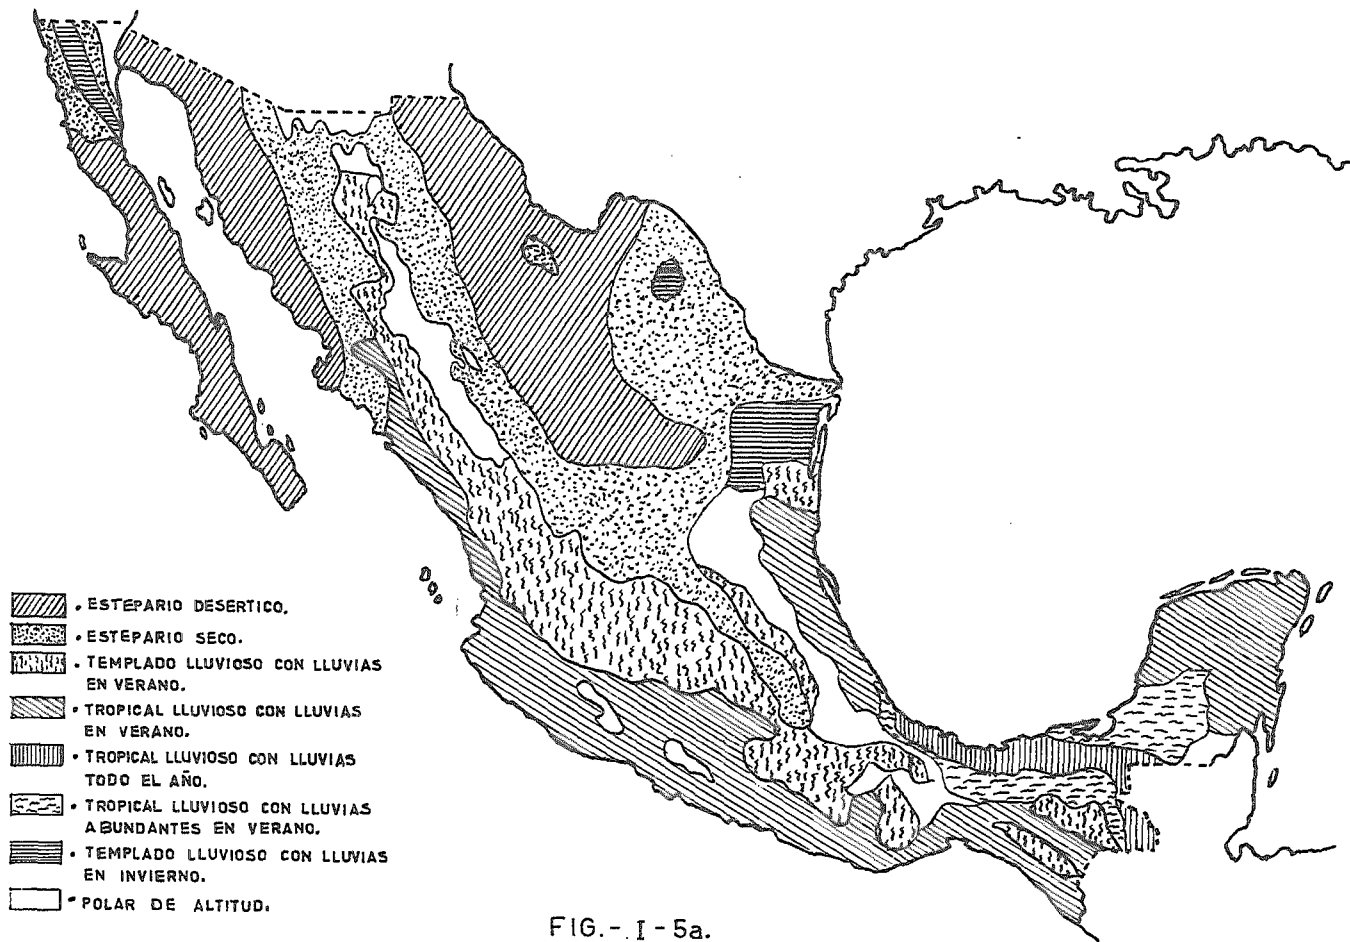 • ESTEPARIO DESERTICO.
• ESTEPARIO SECO.
• TEMPLADO LLUVIOSO CON LLUVIAS
EN VERANO.
• TROPICAL LLUVIOSO CON LLUVIAS
EN VERANO.
• TROPICAL LLUVIOSO CON LLUVIAS
TODO EL AÑO.
• TROPICAL LLUVIOSO CON LLUVIAS
ABUNDANTES EN VERANO.
• TEMPLADO LLUVIOSO CON LLUVIAS
EN INVIERNO.
• POLAR DE ALTITUD.
FIG.- I - 5a.